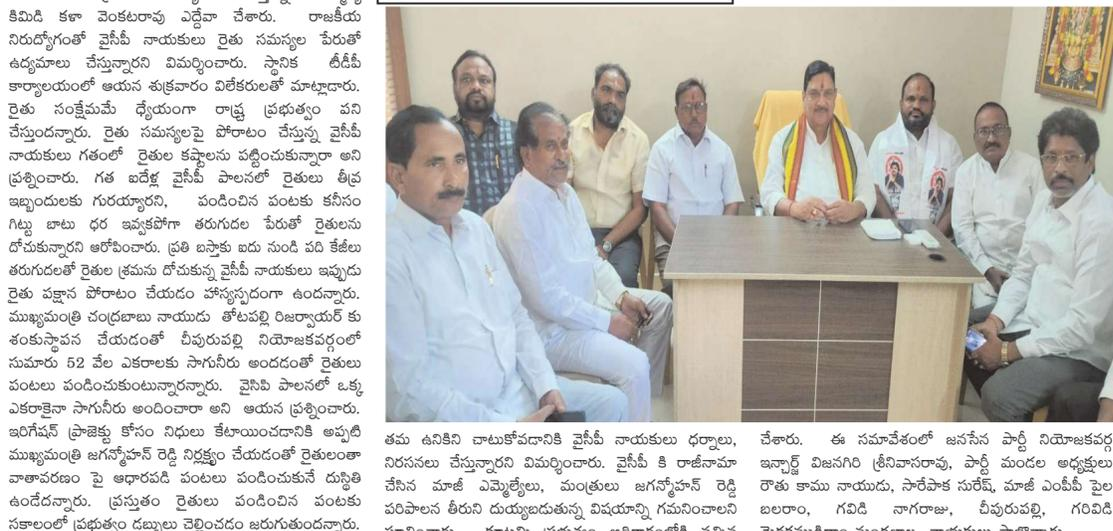 కిమిడి కళా వెంకటరావు ఎద్దేవా చేశారు. రాజకీయ
నిరుద్యోగంతో వైసీపీ నాయకులు రైతు సమస్యల పేరుతో
ఉద్యమాలు చేస్తున్నారని విమర్శించారు. స్థానిక టీడీపీ
కార్యాలయంలో ఆయన శుక్రవారం విలేకరులతో మాట్లాడారు.
రైతు సంక్షేమమే ధ్యేయంగా రాష్ట్ర ప్రభుత్వం పని
చేస్తుందన్నారు. రైతు సమస్యలపై పోరాటం చేస్తున్న వైసీపీ
నాయకులు గతంలో రైతుల కష్టాలను పట్టించుకున్నారా అని
ప్రశ్నించారు. గత ఐదేళ్ల వైసీపీ పాలనలో రైతులు తీవ్ర
ఇబ్బందులకు గురయ్యారని, పండించిన పంటకు కనీసం
గిట్టు బాటు ధర ఇవ్వకపోగా తరుగుదల పేరుతో రైతులను
దోచుకున్నారని ఆరోపించారు. ప్రతి బస్తాకు ఐదు నుండి పది కేజీలు
తరుగుదలతో రైతుల శ్రమను దోచుకున్న వైసీపీ నాయకులు ఇప్పుడు
రైతు పక్షాన పోరాటం చేయడం హాస్యాస్పదంగా ఉందన్నారు.
ముఖ్యమంత్రి చంద్రబాబు నాయుడు తోటపల్లి రిజర్వాయర్ కు
శంకుస్థాపన చేయడంతో చీపురుపల్లి నియోజకవర్గంలో
సుమారు 52 వేల ఎకరాలకు సాగునీరు అందడంతో రైతులు
పంటలు పండించుకుంటున్నారన్నారు. వైసిపి పాలనలో ఒక్క
ఎకరాకైనా సాగునీరు అందించారా అని ఆయన ప్రశ్నించారు.
ఇరిగేషన్ ప్రాజెక్టు కోసం నిధులు కేటాయించడానికి అప్పటి
ముఖ్యమంత్రి జగన్మోహన్ రెడ్డి నిర్లక్ష్యం చేయడంతో రైతులంతా
వాతావరణం పై ఆధారపడి పంటలు పండించుకునే దుస్థితి
ఉండేదన్నారు. ప్రస్తుతం రైతులు పండించిన పంటకు
సకాలంలో ప్రభుత్వం డబ్బులు చెల్లించడం జరుగుతుందన్నారు.
తమ ఉనికిని చాటుకోవడానికి వైసీపీ నాయకులు ధర్నాలు,
నిరసనలు చేస్తున్నారని విమర్శించారు. వైసీపీ కి రాజీనామా
చేసిన మాజీ ఎమ్మెల్యేలు, మంత్రులు జగన్మోహన్ రెడ్డి
పరిపాలన తీరుని దుయ్యబడుతున్న విషయాన్ని గమనించాలని
చేశారు. ఈ సమావేశంలో జనసేన పార్టీ నియోజకవర్గ
ఇన్చార్జ్ విజనగిరి శ్రీనివాసరావు, పార్టీ మండల అధ్యక్షులు
రౌతు కాము నాయుడు, సారేపాక సురేష్, మాజీ ఎంపీపీ పైల
బలరాం, గవిడి నాగరాజు, చీపురుపల్లి, గరివిడి